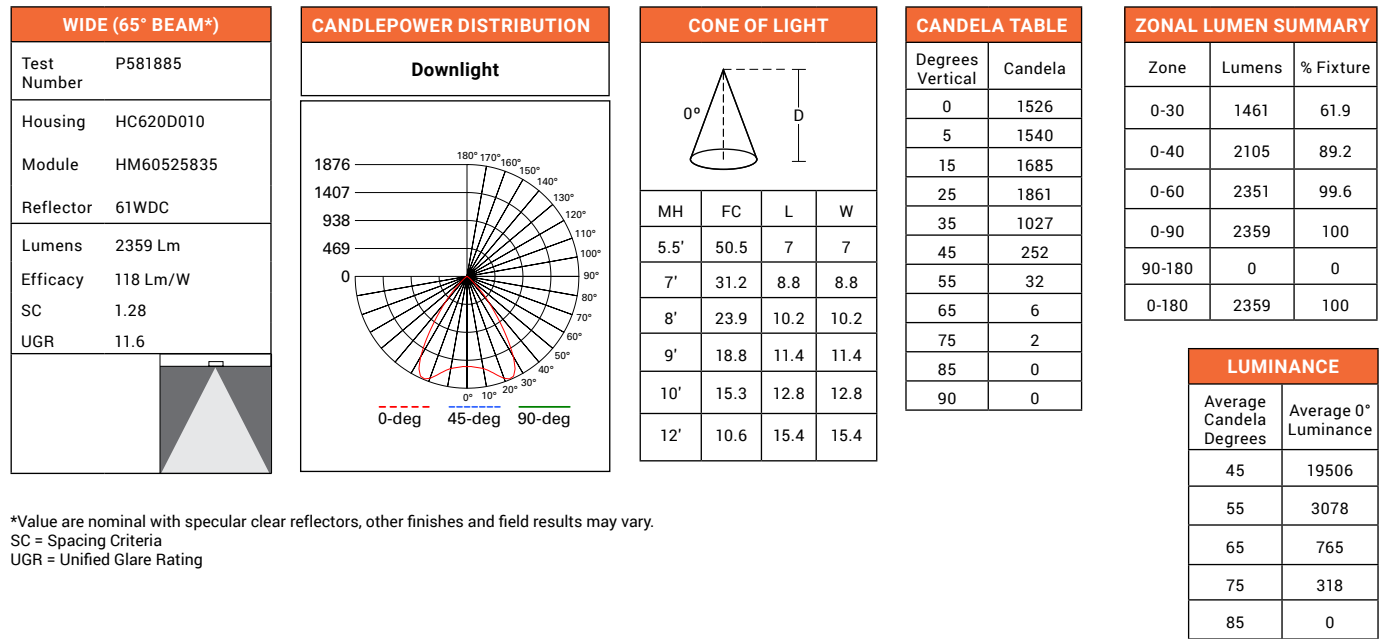 WIDE (65° BEAM*)
Test Number P581885
Housing HC620D010
Module HM60525835
Reflector 61WDC
Lumens 2359 Lm
Efficacy 118 Lm/W
SC 1.28
UGR 11.6
CANDLEPOWER DISTRIBUTION
Downlight
1876
1407
938
469
0
180° 170° 160° 150° 140° 130° 120° 110° 100° 90° 80° 70° 60° 50° 40° 30° 20° 10° 0°
0-deg 45-deg 90-deg
CONE OF LIGHT
0° D
MH FC L W
5.5' 50.5 7 7
7' 31.2 8.8 8.8
8' 23.9 10.2 10.2
9' 18.8 11.4 11.4
10' 15.3 12.8 12.8
12' 10.6 15.4 15.4
CANDELA TABLE
Degrees Vertical Candela
0 1526
5 1540
15 1685
25 1861
35 1027
45 252
55 32
65 6
75 2
85 0
90 0
ZONAL LUMEN SUMMARY
Zone Lumens % Fixture
0-30 1461 61.9
0-40 2105 89.2
0-60 2351 99.6
0-90 2359 100
90-180 0 0
0-180 2359 100
LUMINANCE
Average Candela Degrees Average 0° Luminance
45 19506
55 3078
65 765
75 318
85 0
*Value are nominal with specular clear reflectors, other finishes and field results may vary.
SC = Spacing Criteria
UGR = Unified Glare Rating